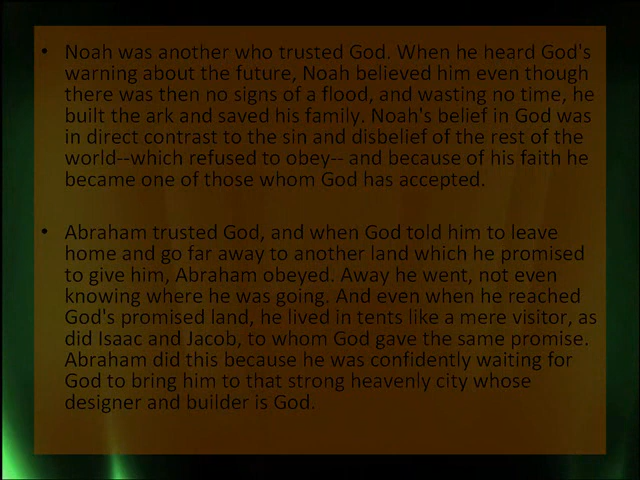 • Noah was another who trusted God. When he heard God's
warning about the future, Noah believed him even though
there was then no signs of a flood, and wasting no time, he
built the ark and saved his family. Noah's belief in God was
in direct contrast to the sin and disbelief of the rest of the
world--which refused to obey-- and because of his faith he
became one of those whom God has accepted.
• Abraham trusted God, and when God told him to leave
home and go far away to another land which he promised
to give him, Abraham obeyed. Away he went, not even
knowing where he was going. And even when he reached
God's promised land, he lived in tents like a mere visitor, as
did Isaac and Jacob, to whom God gave the same promise.
Abraham did this because he was confidently waiting for
God to bring him to that strong heavenly city whose
designer and builder is God.